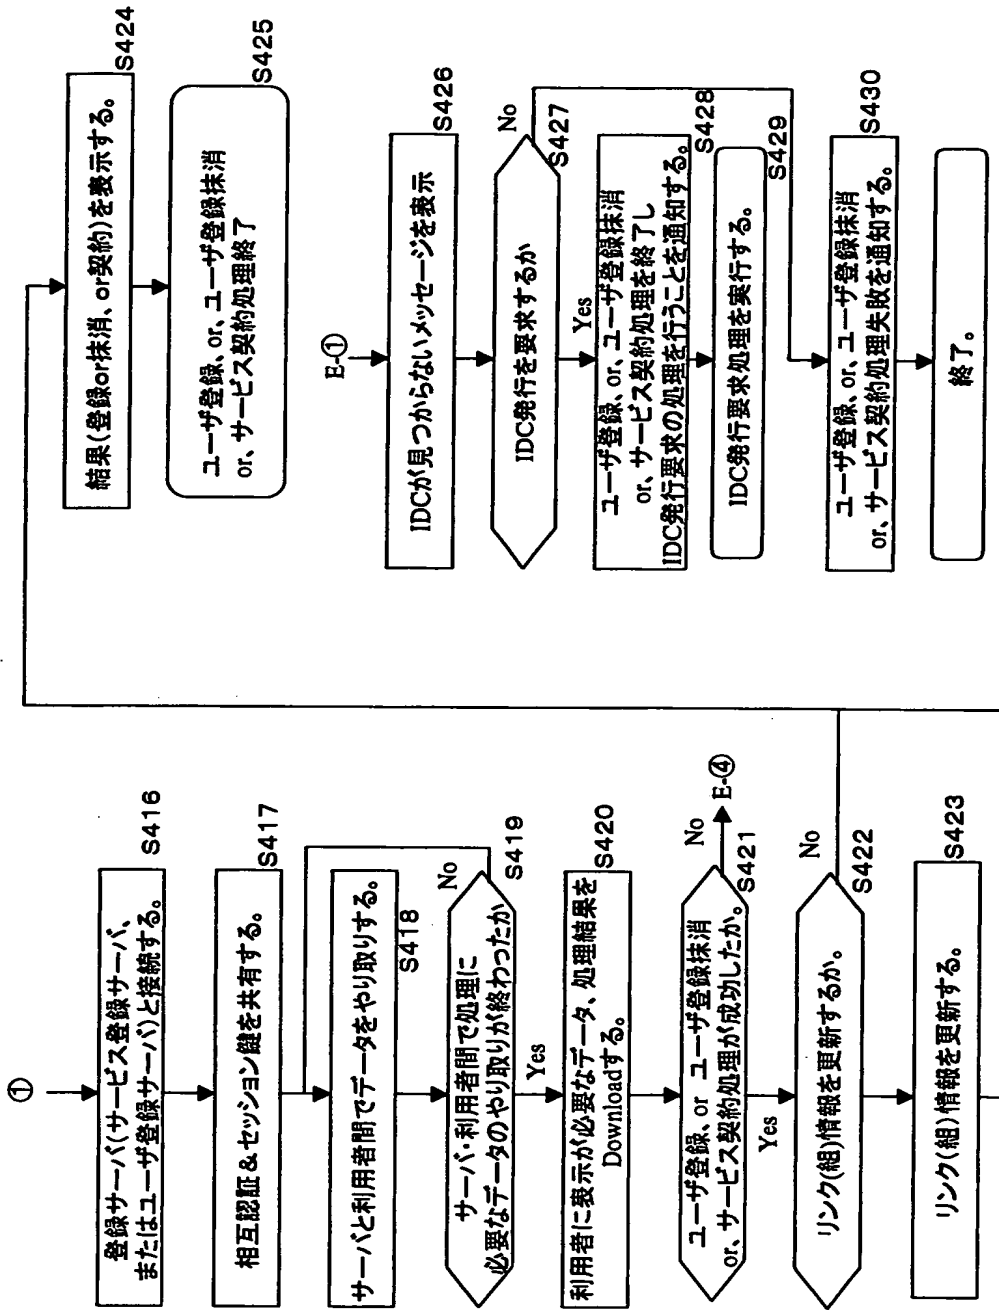 ①
登録サーバ(サービス登録サーバ、
またはユーザ登録サーバ)と接続する。
S416
相互認証&セッション鍵を共有する。
S417
サーバと利用者間でデータをやり取りする。
S418
サーバ・利用者間で処理に
必要なデータのやり取りが終わったか
No
S419
Yes
利用者に表示が必要なデータ、処理結果を
Downloadする。
S420
ユーザ登録、or ユーザ登録抹消
or、サービス契約処理が成功したか。
No
E-④
S421
Yes
リンク(組)情報を更新するか。
No
S422
リンク(組)情報を更新する。
S423
結果(登録or抹消、or契約)を表示する。
S424
ユーザ登録、or、ユーザ登録抹消
or、サービス契約処理終了
S425
E-①
IDCが見つからないメッセージを表示
S426
IDC発行を要求するか
No
S427
Yes
ユーザ登録、or、ユーザ登録抹消
or、サービス契約処理を終了し
IDC発行要求の処理を行うことを通知する。
S428
IDC発行要求処理を実行する。
S429
ユーザ登録、or、ユーザ登録抹消
or、サービス契約処理失敗を通知する。
S430
終了。